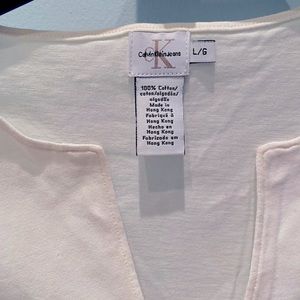 CK
Calvin Klein Jeans
L/G
100% Cotton/
coton/algodón/
algodão
Made in
Hong Kong
Fabriqué à
Hong Kong
Hecho en
Hong Kong
Fabricado em
Hong Kong